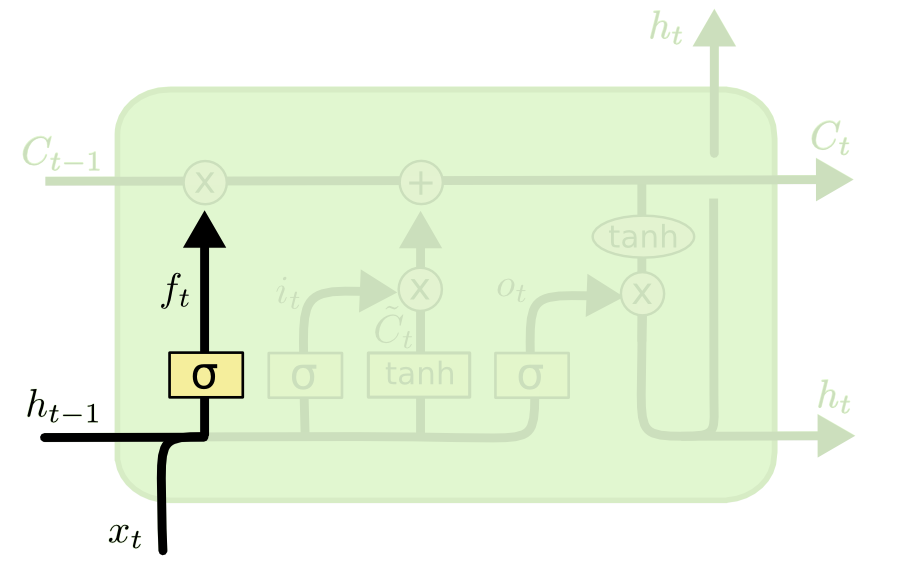 h_t
C_{t-1}
C_t
x
+
tanh
f_t
i_t
x
o_t
x
C̃_t
σ
σ
tanh
σ
h_{t-1}
h_t
x_t